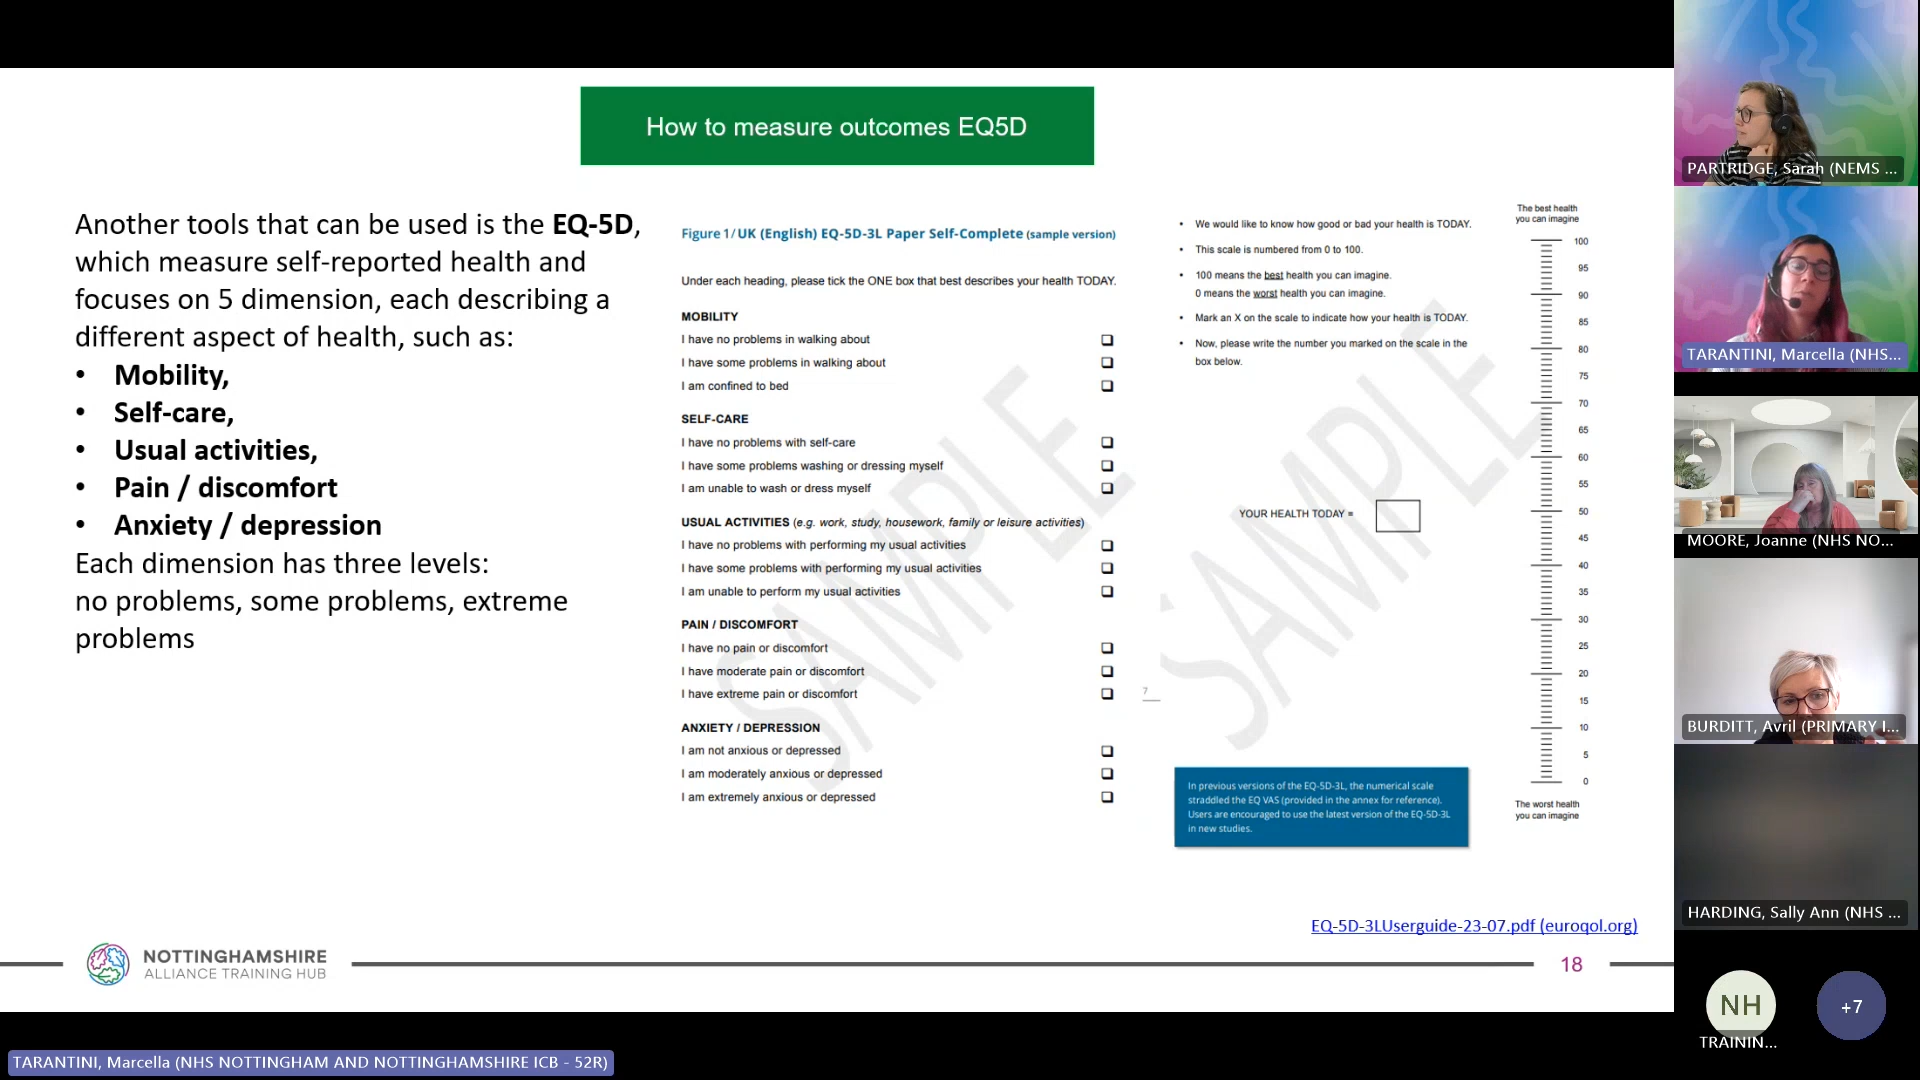 How to measure outcomes EQ5D
Another tools that can be used is the EQ-5D,
which measure self-reported health and
focuses on 5 dimension, each describing a
different aspect of health, such as:
• Mobility,
• Self-care,
• Usual activities,
• Pain / discomfort
• Anxiety / depression
Each dimension has three levels:
no problems, some problems, extreme
problems
Figure 1/ UK (English) EQ-5D-3L Paper Self-Complete (sample version)
Under each heading, please tick the ONE box that best describes your health TODAY.
MOBILITY
I have no problems in walking about
I have some problems in walking about
I am confined to bed
SELF-CARE
I have no problems with self-care
I have some problems washing or dressing myself
I am unable to wash or dress myself
USUAL ACTIVITIES (e.g. work, study, housework, family or leisure activities)
I have no problems with performing my usual activities
I have some problems with performing my usual activities
I am unable to perform my usual activities
PAIN / DISCOMFORT
I have no pain or discomfort
I have moderate pain or discomfort
I have extreme pain or discomfort
ANXIETY / DEPRESSION
I am not anxious or depressed
I am moderately anxious or depressed
I am extremely anxious or depressed
SAMPLE
7
• We would like to know how good or bad your health is TODAY.
• This scale is numbered from 0 to 100.
• 100 means the best health you can imagine.
0 means the worst health you can imagine.
• Mark an X on the scale to indicate how your health is TODAY.
• Now, please write the number you marked on the scale in the
box below.
YOUR HEALTH TODAY =
SAMPLE
In previous versions of the EQ-5D-3L, the numerical scale
straddled the EQ VAS (provided in the annex for reference).
Users are encouraged to use the latest version of the EQ-5D-3L
in new studies.
The best health
you can imagine
100
95
90
85
80
75
70
65
60
55
50
45
40
35
30
25
20
15
10
5
0
The worst health
you can imagine
EQ-5D-3LUserguide-23-07.pdf (euroqol.org)
NOTTINGHAMSHIRE
ALLIANCE TRAINING HUB
18
TARANTINI, Marcella (NHS NOTTINGHAM AND NOTTINGHAMSHIRE ICB - 52R)
PARTRIDGE, Sarah (NEMS ...
TARANTINI, Marcella (NHS...
MOORE, Joanne (NHS NO...
BURDITT, Avril (PRIMARY I...
HARDING, Sally Ann (NHS ...
NH
TRAININ...
+7